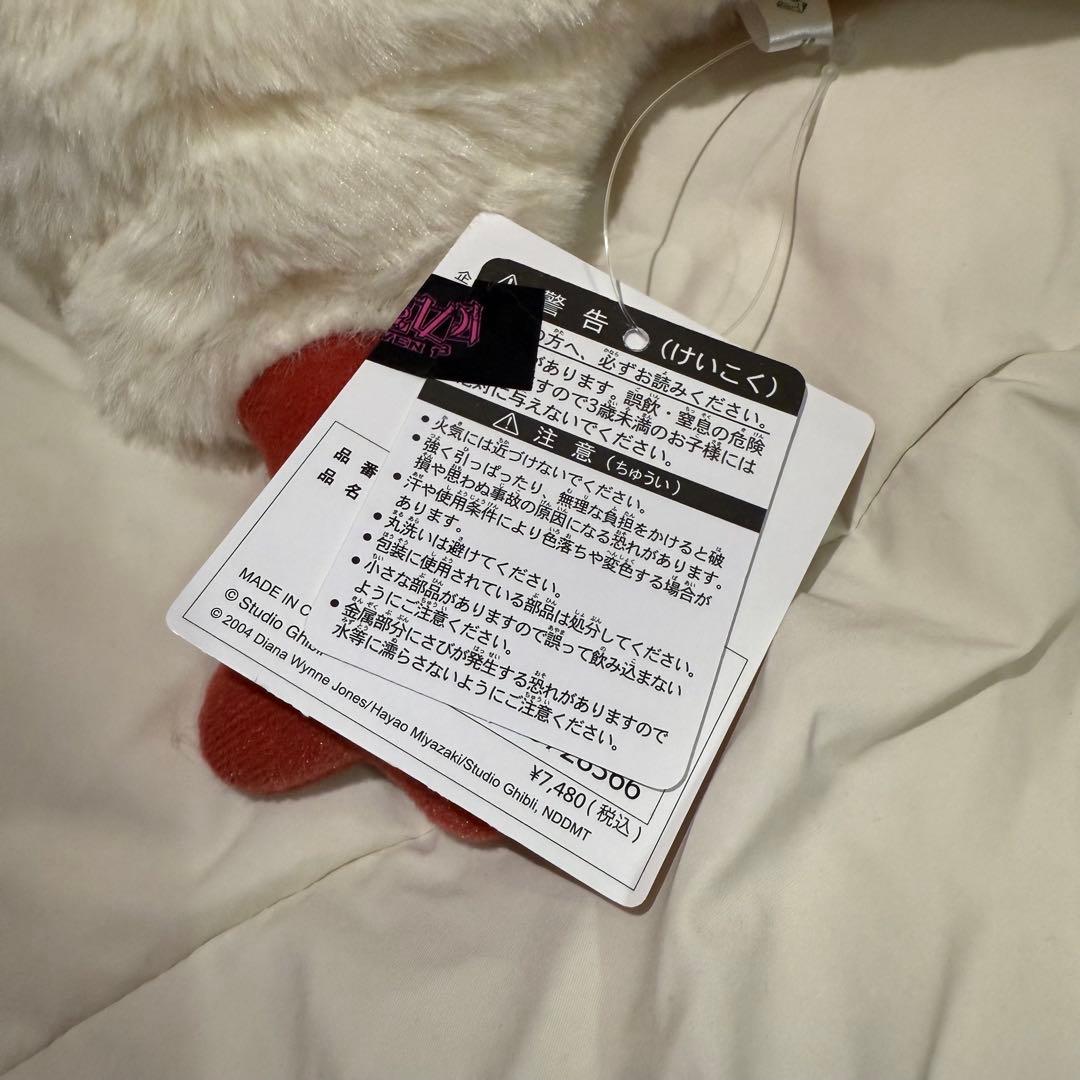 企
警告（けいこく）
の方へ、必ずお読みください。
があります。誤飲・窒息の危険
すので3歳未満のお子様には
絶対に与えないでください。
注意（ちゅうい）
• 火気には近づけないでください。
• 強く引っぱったり、無理な負担をかけると破
損や思わぬ事故の原因になる恐れがあります。
• 汗や使用条件により色落ちや変色する場合が
あります。
• 丸洗いは避けてください。
• 包装に使用されている部品は処分してください。
• 小さな部品がありますので誤って飲み込まない
ようにご注意ください。
• 金属部分にさびが発生する恐れがありますので
水等に濡らさないようにご注意ください。
品番
品名
MADE IN C
© Studio Ghibli
© 2004 Diana Wynne Jones/Hayao Miyazaki/Studio Ghibli, NDDMT
26566
¥7,480（税込）